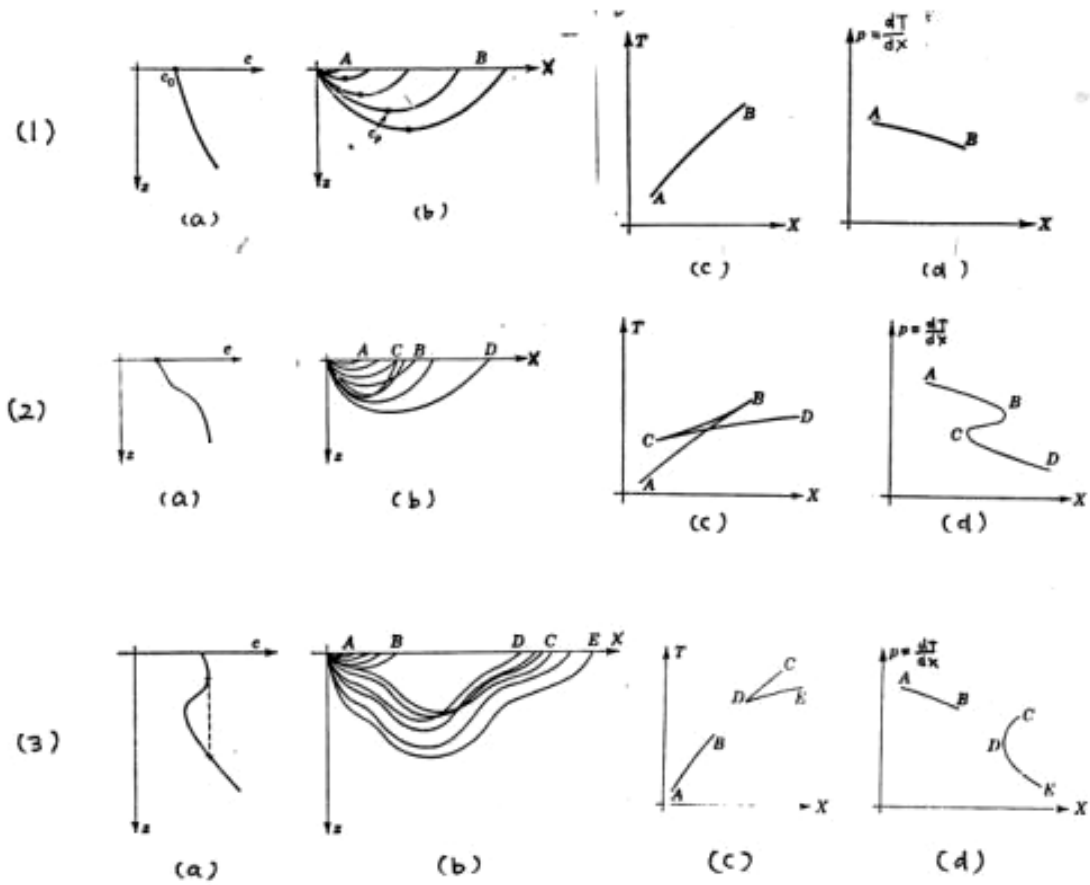 (1)
c
c₀
z
(a)
A B X
cₚ
z
(b)
T
B
A
X
(c)
p = dT/dX
A
B
X
(d)
(2)
c
z
(a)
A C B D X
z
(b)
T
B
D
C
A
X
(c)
p = dT/dX
A
B
C
D
X
(d)
(3)
c
z
(a)
A B D C E X
z
(b)
T
C
D E
B
A
X
(c)
p = dT/dx
A
B
C
D
E
X
(d)